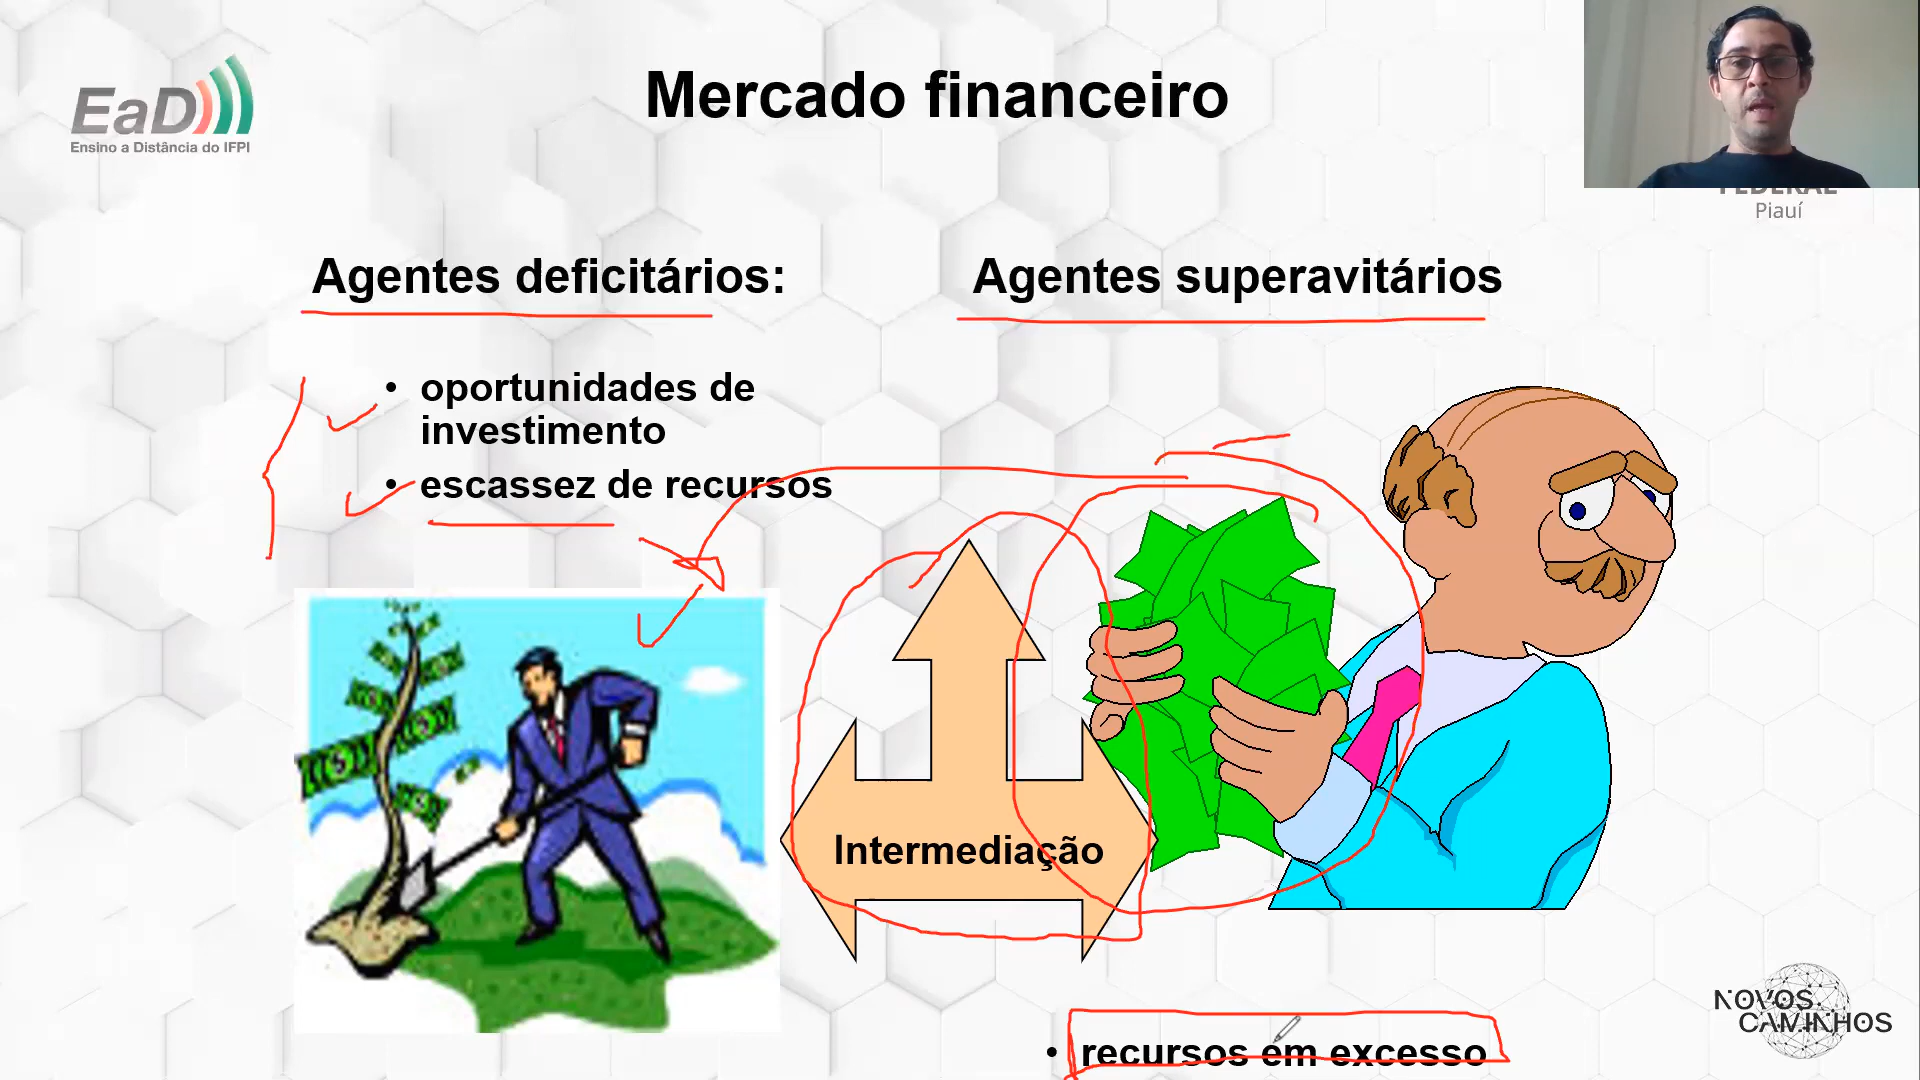 Mercado financeiro
EaD
Ensino a Distância do IFPI
FEDERAL
Piauí
Agentes deficitários:
Agentes superavitários
• oportunidades de
investimento
• escassez de recursos
Intermediação
• recursos em excesso
NOVOS
CAMINHOS